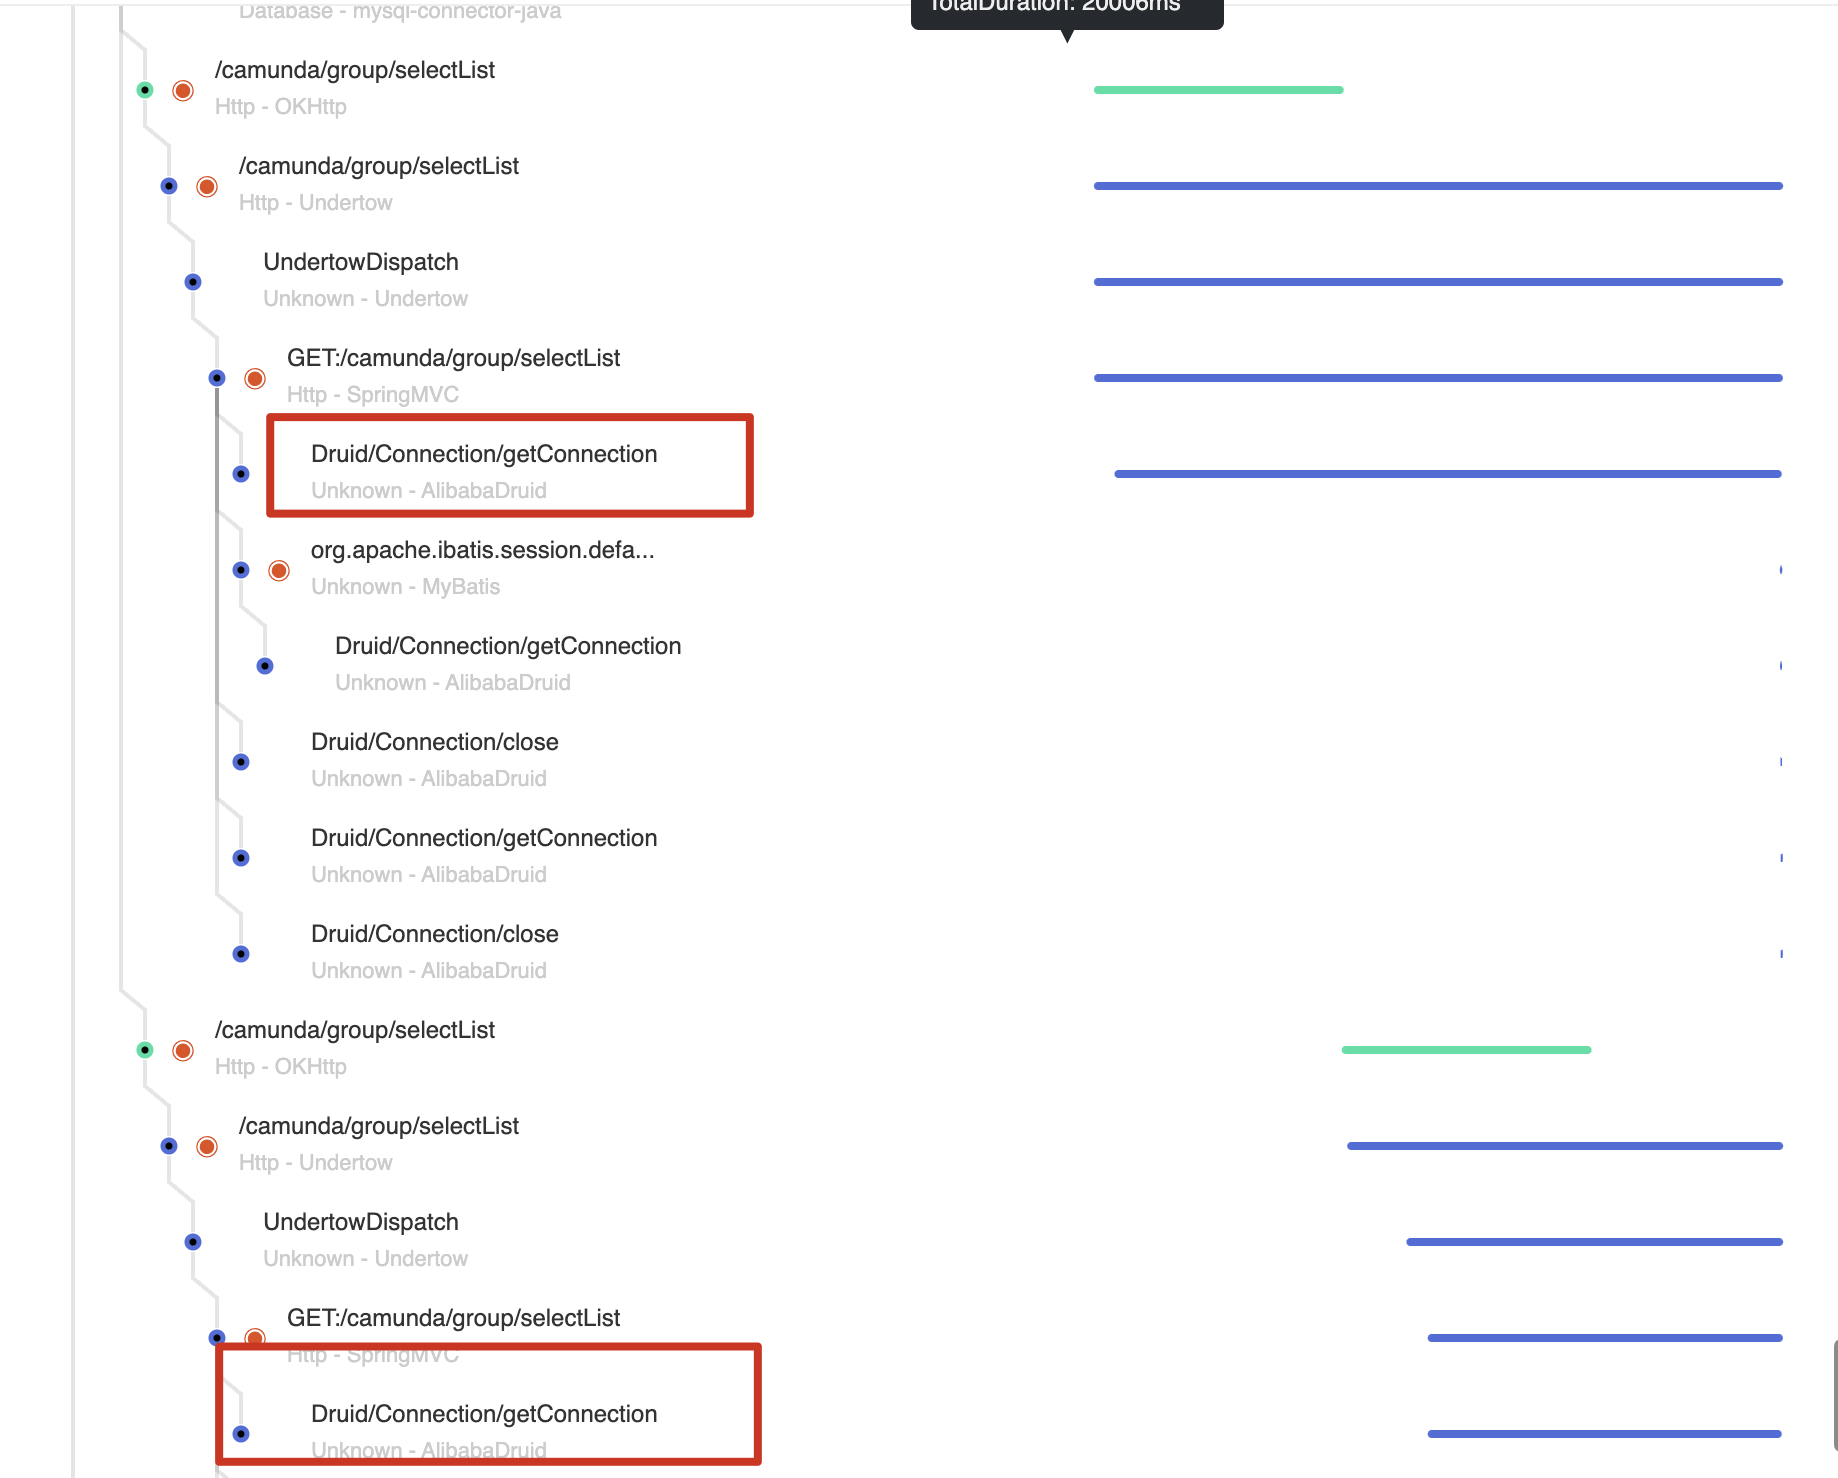 Database - mysql-connector-java
TotalDuration: 20006ms
/camunda/group/selectList
Http - OKHttp
/camunda/group/selectList
Http - Undertow
UndertowDispatch
Unknown - Undertow
GET:/camunda/group/selectList
Http - SpringMVC
Druid/Connection/getConnection
Unknown - AlibabaDruid
org.apache.ibatis.session.defa...
Unknown - MyBatis
Druid/Connection/getConnection
Unknown - AlibabaDruid
Druid/Connection/close
Unknown - AlibabaDruid
Druid/Connection/getConnection
Unknown - AlibabaDruid
Druid/Connection/close
Unknown - AlibabaDruid
/camunda/group/selectList
Http - OKHttp
/camunda/group/selectList
Http - Undertow
UndertowDispatch
Unknown - Undertow
GET:/camunda/group/selectList
Http - SpringMVC
Druid/Connection/getConnection
Unknown - AlibabaDruid